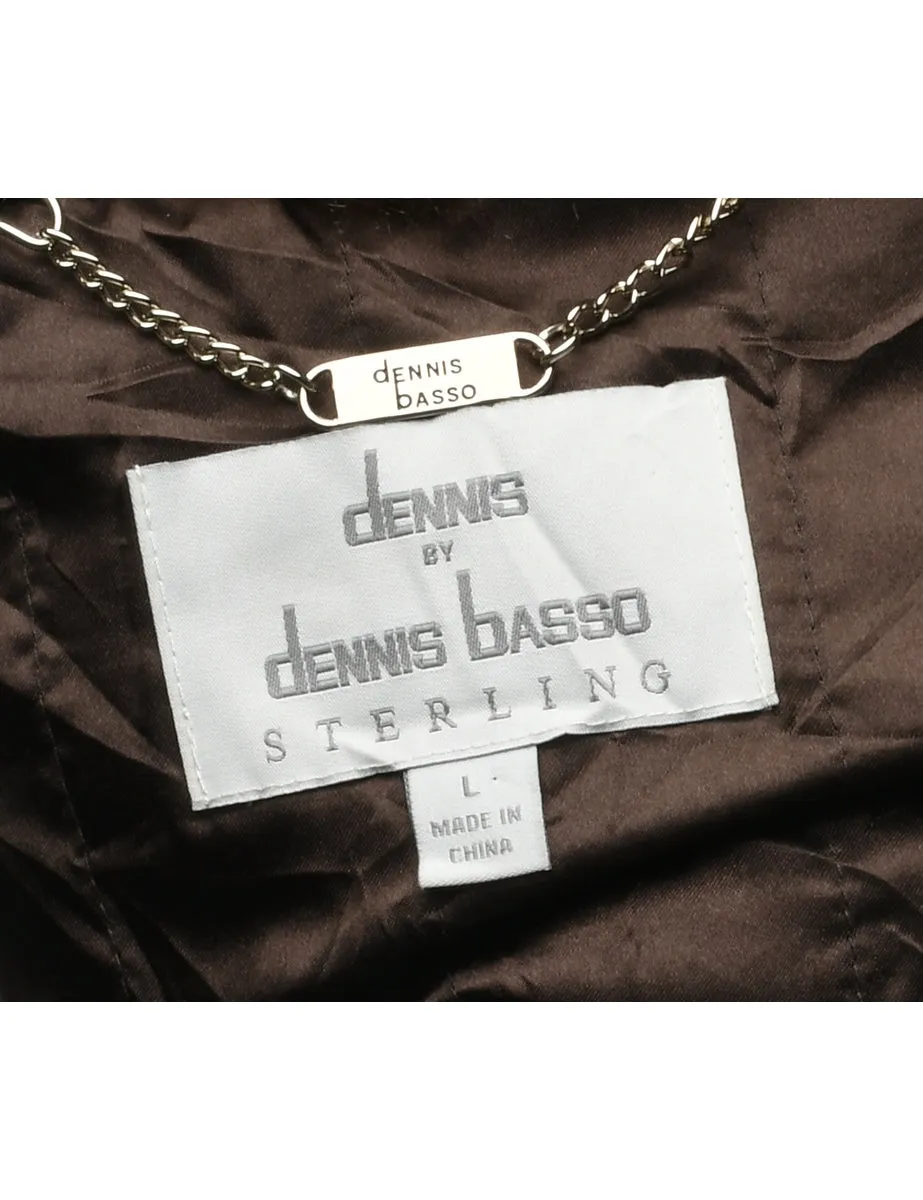 dENNIS
bASSO
dENNIS
BY
dENNIS bASSO
STERLING
L
MADE IN
CHINA